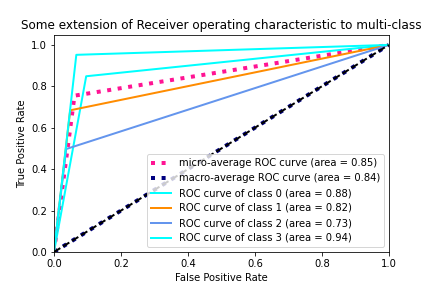 Some extension of Receiver operating characteristic to multi-class
1.0
0.8
0.6
0.4
0.2
0.0
True Positive Rate
micro-average ROC curve (area = 0.85)
macro-average ROC curve (area = 0.84)
ROC curve of class 0 (area = 0.88)
ROC curve of class 1 (area = 0.82)
ROC curve of class 2 (area = 0.73)
ROC curve of class 3 (area = 0.94)
0.0 0.2 0.4 0.6 0.8 1.0
False Positive Rate